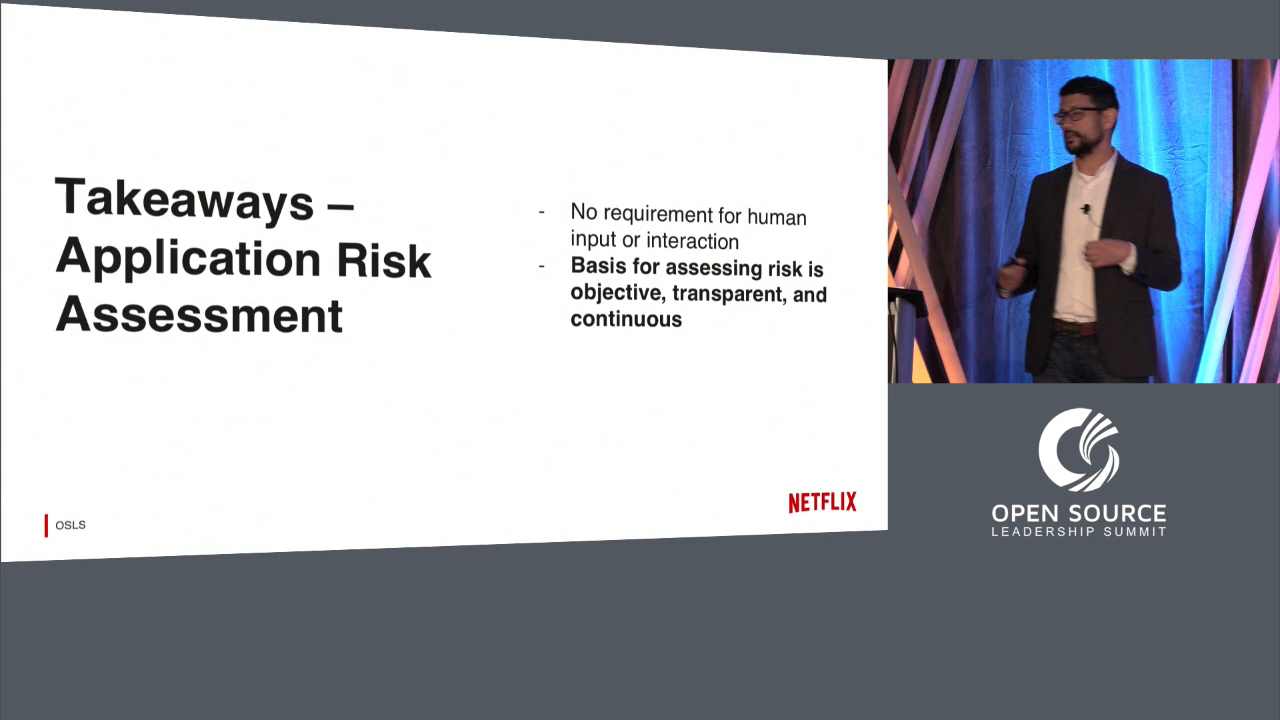 Takeaways –
Application Risk
Assessment
- No requirement for human
input or interaction
- Basis for assessing risk is
objective, transparent, and
continuous
OSLS
NETFLIX
OPEN SOURCE
LEADERSHIP SUMMIT